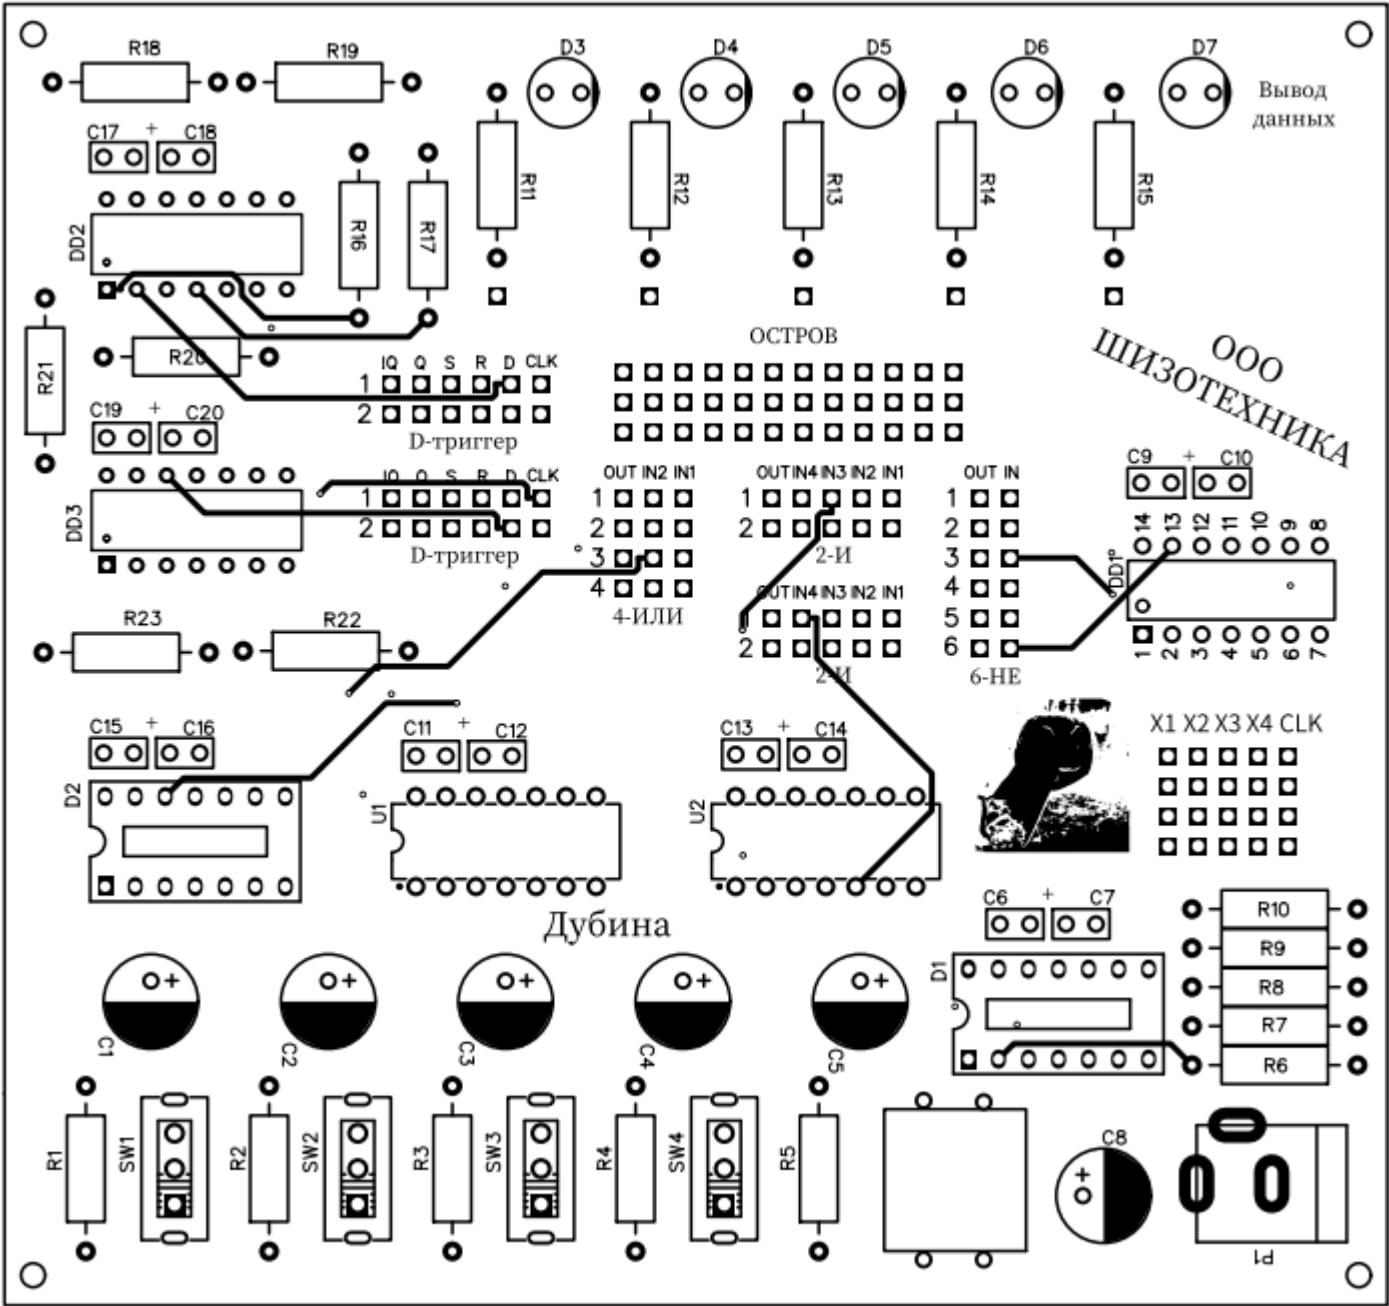 R18
R19
D3
D4
D5
D6
D7
Вывод
данных
C17 + C18
R11
R12
R13
R14
R15
R16
R17
DD2
ОСТРОВ
ООО
ШИЗОТЕХНИКА
R21
R20
IQ Q S R D CLK
1
2
D-триггер
C19 + C20
IQ Q S R D CLK
1
2
D-триггер
DD3
OUT IN2 IN1
1
2
3
4
4-ИЛИ
OUT IN4 IN3 IN2 IN1
1
2
2-И
OUT IN4 IN3 IN2 IN1
2
2-И
OUT IN
1
2
3
4
5
6
6-НЕ
C9 + C10
14 13 12 11 10 9 8
DD1
1 2 3 4 5 6 7
R23
R22
C15 + C16
C11 + C12
C13 + C14
X1 X2 X3 X4 CLK
D2
U1
U2
Дубина
C6 + C7
D1
R10
R9
R8
R7
R6
+
+
+
+
+
C1
C2
C3
C4
C5
R1
SW1
R2
SW2
R3
SW3
R4
SW4
R5
C8
+
P1